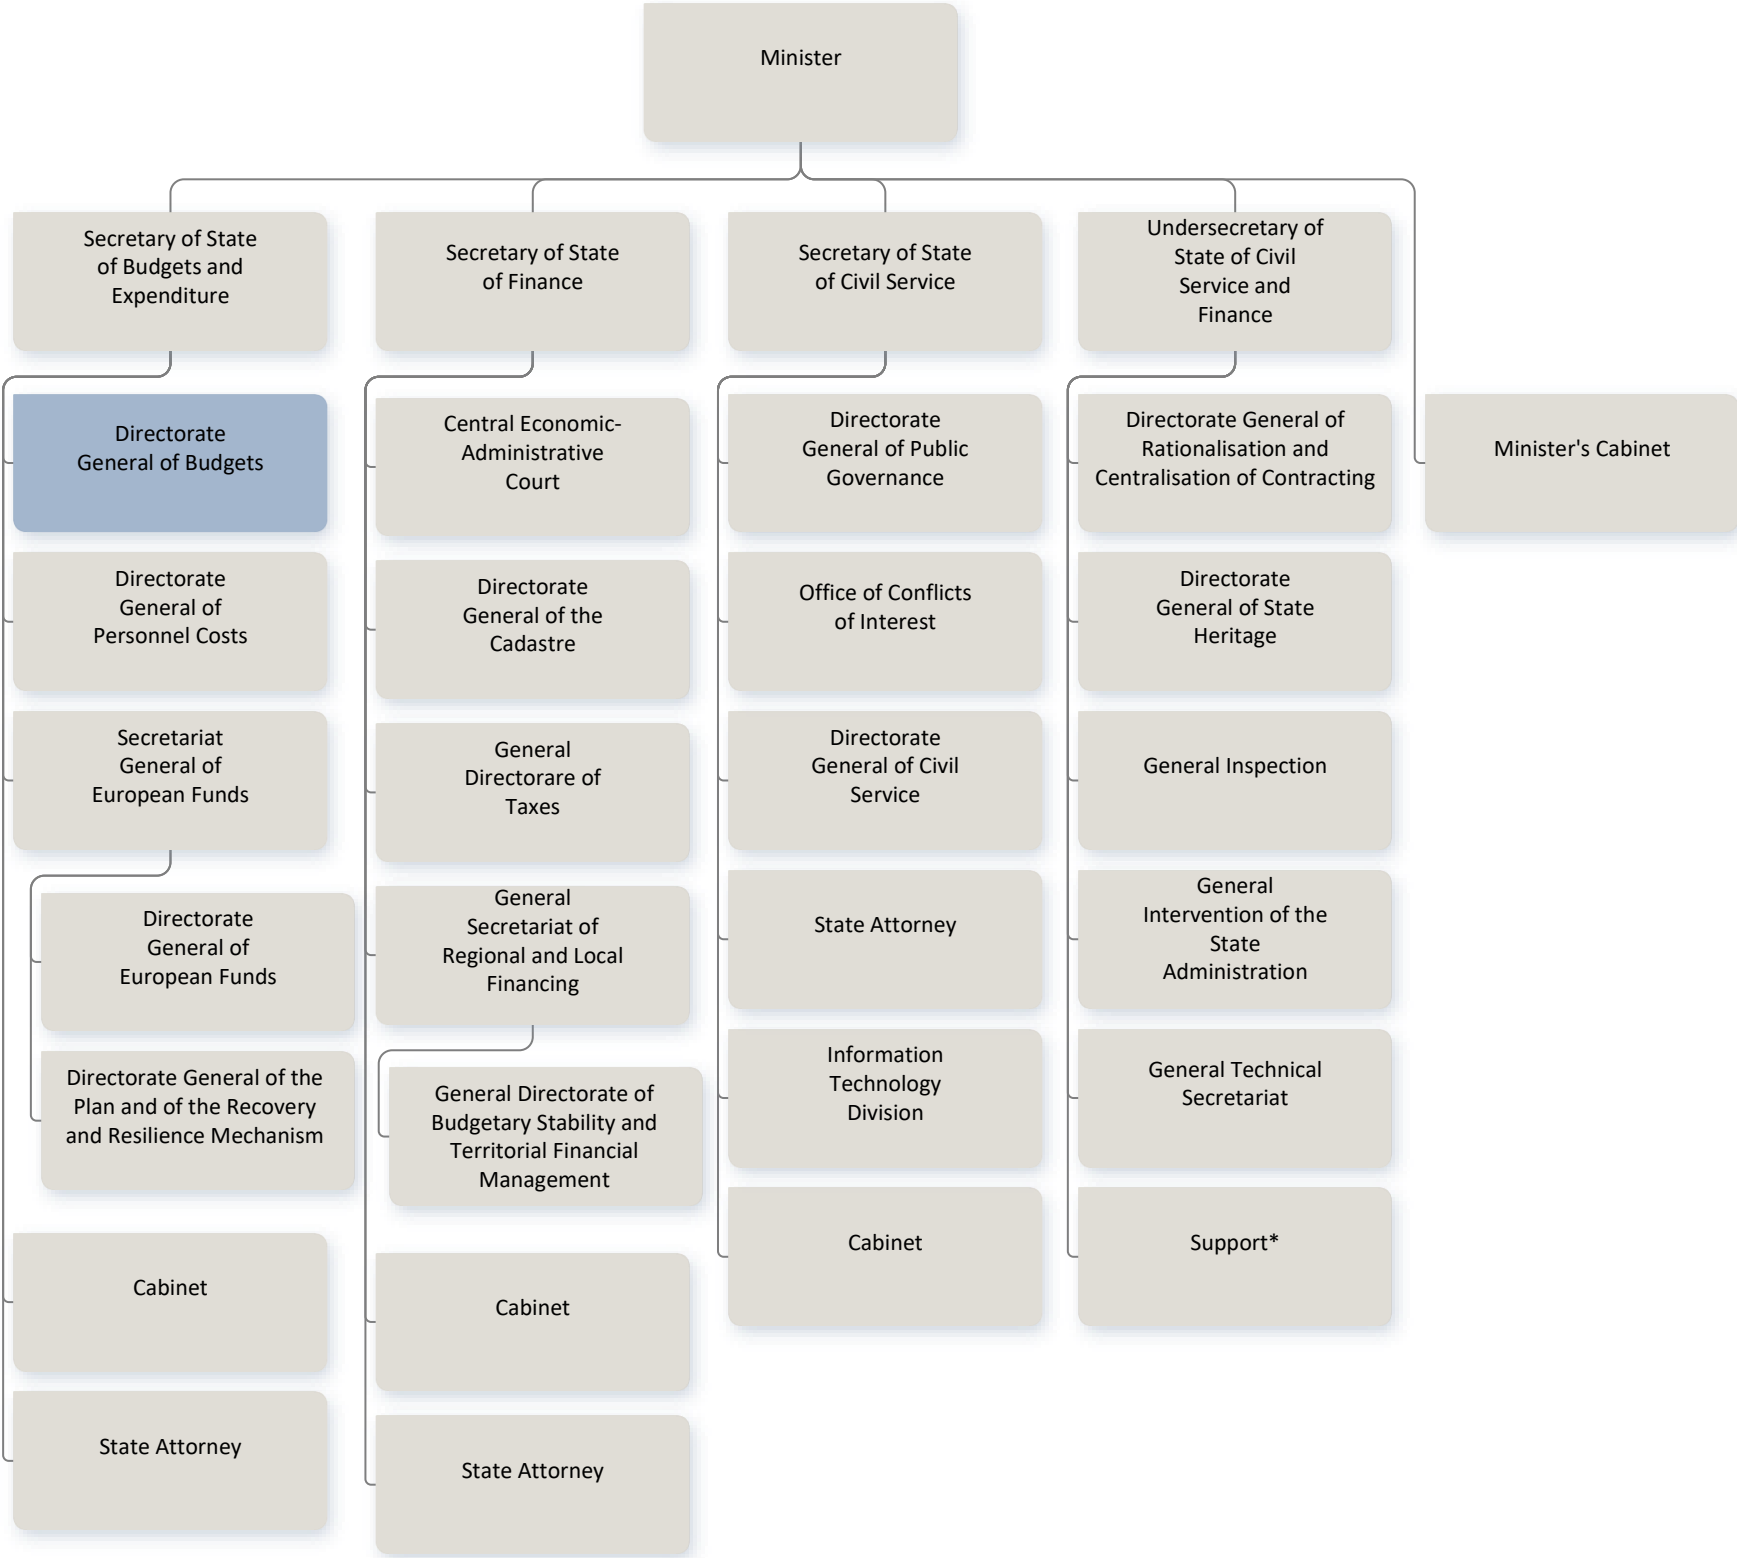 Minister
Secretary of State
of Budgets and
Expenditure
Secretary of State
of Finance
Secretary of State
of Civil Service
Undersecretary of
State of Civil
Service and
Finance
Directorate
General of Budgets
Central Economic-
Administrative
Court
Directorate
General of Public
Governance
Directorate General of
Rationalisation and
Centralisation of Contracting
Minister's Cabinet
Directorate
General of
Personnel Costs
Directorate
General of the
Cadastre
Office of Conflicts
of Interest
Directorate
General of State
Heritage
Secretariat
General of
European Funds
General
Directorare of
Taxes
Directorate
General of Civil
Service
General Inspection
Directorate
General of
European Funds
General
Secretariat of
Regional and Local
Financing
State Attorney
General
Intervention of the
State
Administration
Directorate General of the
Plan and of the Recovery
and Resilience Mechanism
General Directorate of
Budgetary Stability and
Territorial Financial
Management
Information
Technology
Division
General Technical
Secretariat
Cabinet
Cabinet
Cabinet
Support*
State Attorney
State Attorney